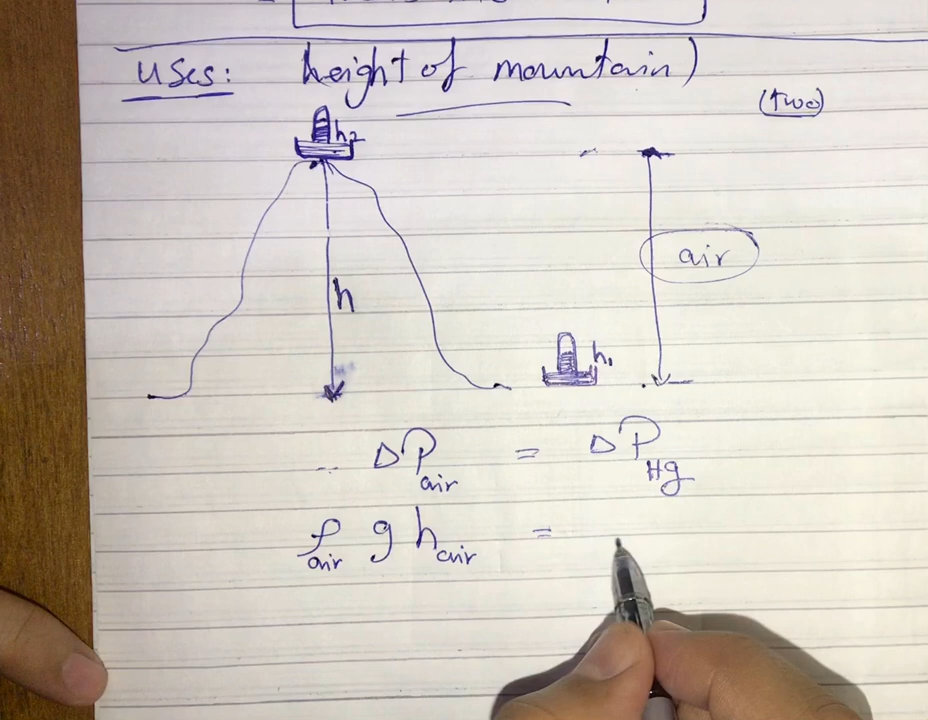 uses: height of mountain)
(two)
h2
h
air
h1
ΔP air = ΔP Hg
ρ air g h air =